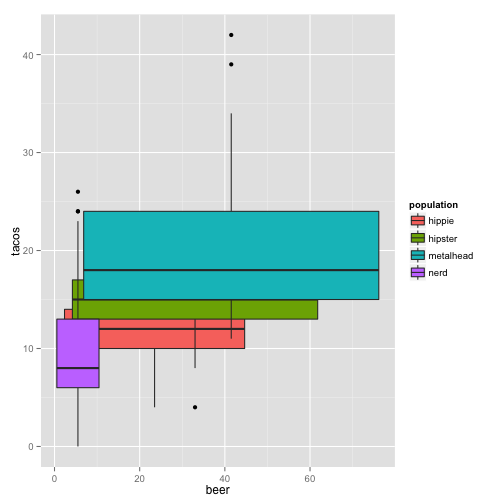 40
30
20
10
0
tacos
0 20 40 60
beer
population
hippie
hipster
metalhead
nerd